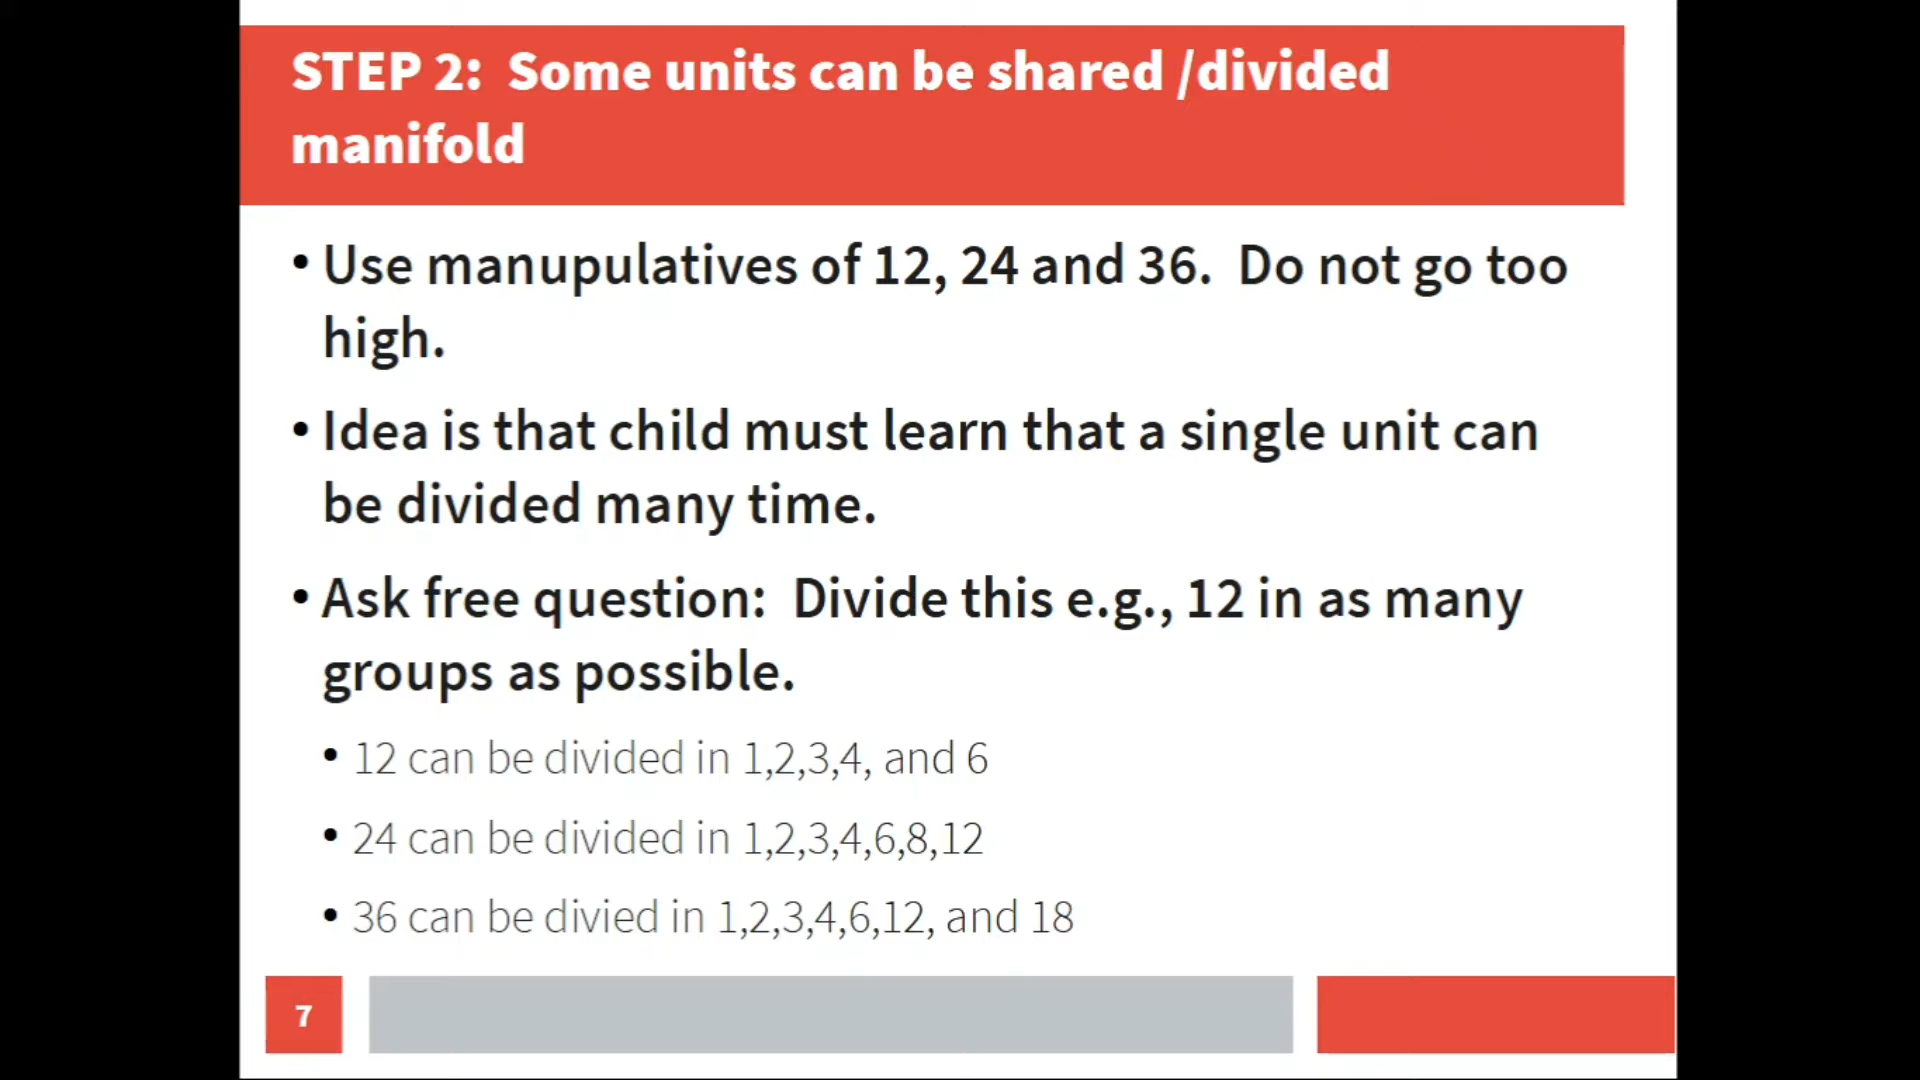 STEP 2:  Some units can be shared /divided
manifold
• Use manupulatives of 12, 24 and 36.  Do not go too
high.
• Idea is that child must learn that a single unit can
be divided many time.
• Ask free question:  Divide this e.g., 12 in as many
groups as possible.
• 12 can be divided in 1,2,3,4, and 6
• 24 can be divided in 1,2,3,4,6,8,12
• 36 can be divied in 1,2,3,4,6,12, and 18
7